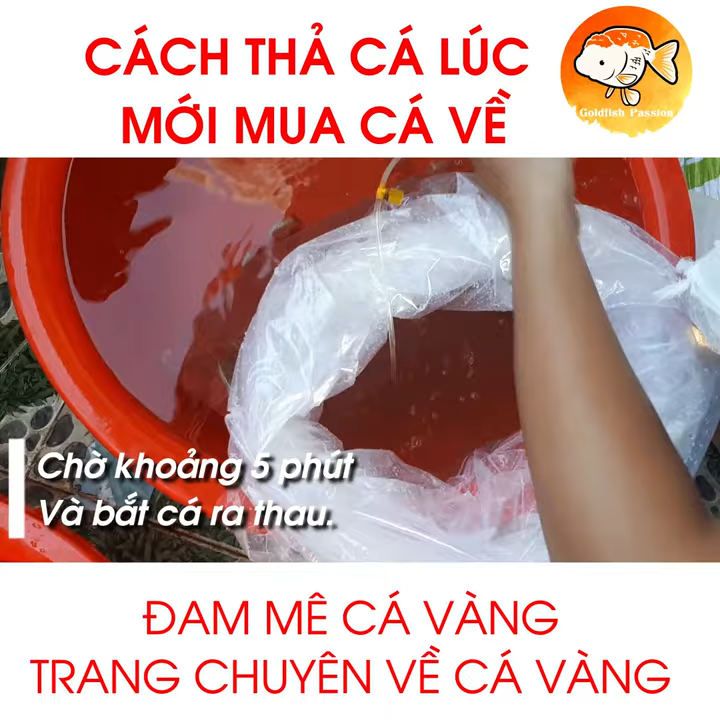 CÁCH THẢ CÁ LÚC
MỚI MUA CÁ VỀ
Goldfish Passion
Chờ khoảng 5 phút
Và bắt cá ra thau.
ĐAM MÊ CÁ VÀNG
TRANG CHUYÊN VỀ CÁ VÀNG